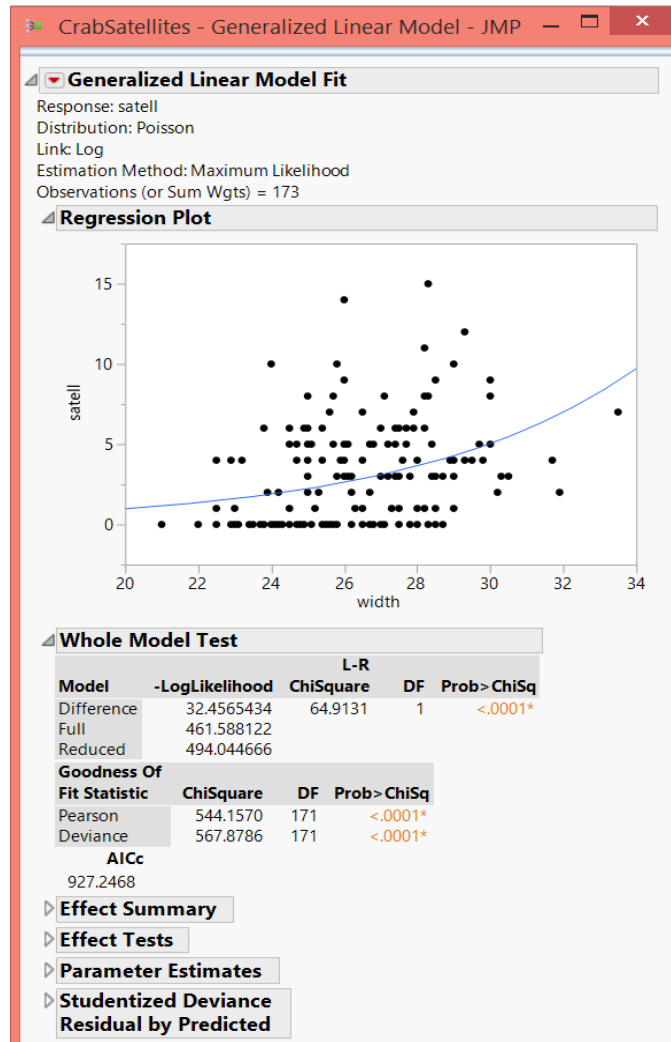 CrabSatellites - Generalized Linear Model - JMP
Generalized Linear Model Fit
Response: satell
Distribution: Poisson
Link: Log
Estimation Method: Maximum Likelihood
Observations (or Sum Wgts) = 173
Regression Plot
15
10
5
0
satell
20 22 24 26 28 30 32 34
width
Whole Model Test
L-R
Model -LogLikelihood ChiSquare DF Prob>ChiSq
Difference 32.4565434 64.9131 1 <.0001*
Full 461.588122
Reduced 494.044666
Goodness Of
Fit Statistic ChiSquare DF Prob>ChiSq
Pearson 544.1570 171 <.0001*
Deviance 567.8786 171 <.0001*
AICc
927.2468
Effect Summary
Effect Tests
Parameter Estimates
Studentized Deviance
Residual by Predicted